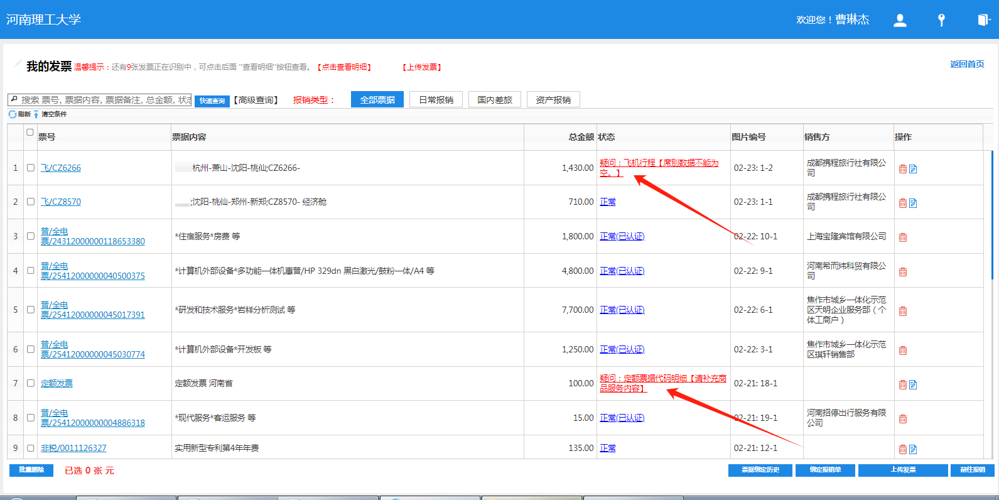 河南理工大学
欢迎您！曹琳杰
我的发票 温馨提示：还有9张发票正在识别中，可点击后面 "查看明细"按钮查看。【点击查看明细】 【上传发票】
返回首页
搜索 票号, 票据内容, 票据备注, 总金额, 状态 快速查询 【高级查询】 报销类型： 全部票据 日常报销 国内差旅 资产报销
刷新 清空条件
票号 票据内容 总金额 状态 图片编号 销售方 操作
1 飞/CZ6266 杭州-萧山-沈阳-桃仙;CZ6266- 1,430.00 疑问：飞机行程【席别数据不能为
空。】 02-23: 1-2 成都携程旅行社有限公
司
2 飞/CZ8570 ;沈阳-桃仙-郑州-新郑;CZ8570- 经济舱 710.00 正常 02-23: 1-1 成都携程旅行社有限公
司
3 普/全电
票/24312000000118653380 *住宿服务*房费 等 1,800.00 正常(已认证) 02-22: 10-1 上海宝隆宾馆有限公司
4 普/全电
票/25412000000040500375 *计算机外部设备*多功能一体机惠普/HP 329dn 黑白激光/鼓粉一体/A4 等 4,800.00 正常(已认证) 02-22: 9-1 河南希而炜科贸有限公
司
5 普/全电
票/25412000000045017391 *研发和技术服务*岩样分析测试 等 7,700.00 正常(已认证) 02-22: 6-1 焦作市城乡一体化示范
区天明企业服务部（个
体工商户）
6 普/全电
票/25412000000045030774 *计算机外部设备*开发板 等 1,250.00 正常(已认证) 02-22: 3-1 焦作市城乡一体化示范
区琪轩销售部
7 定额发票 定额发票 河南省 100.00 疑问：定额票据代码明细【请补充商
品服务内容】 02-21: 18-1
8 普/全电
票/25412000000004886318 *现代服务*客运服务 等 15.00 正常(已认证) 02-21: 19-1 河南招停出行服务有限
公司
9 非税/0011126327 实用新型专利第4年年费 135.00 正常 02-21: 12-1
批量删除 已选 0 张 元 票据绑定历史 绑定报销单 上传发票 前往报销